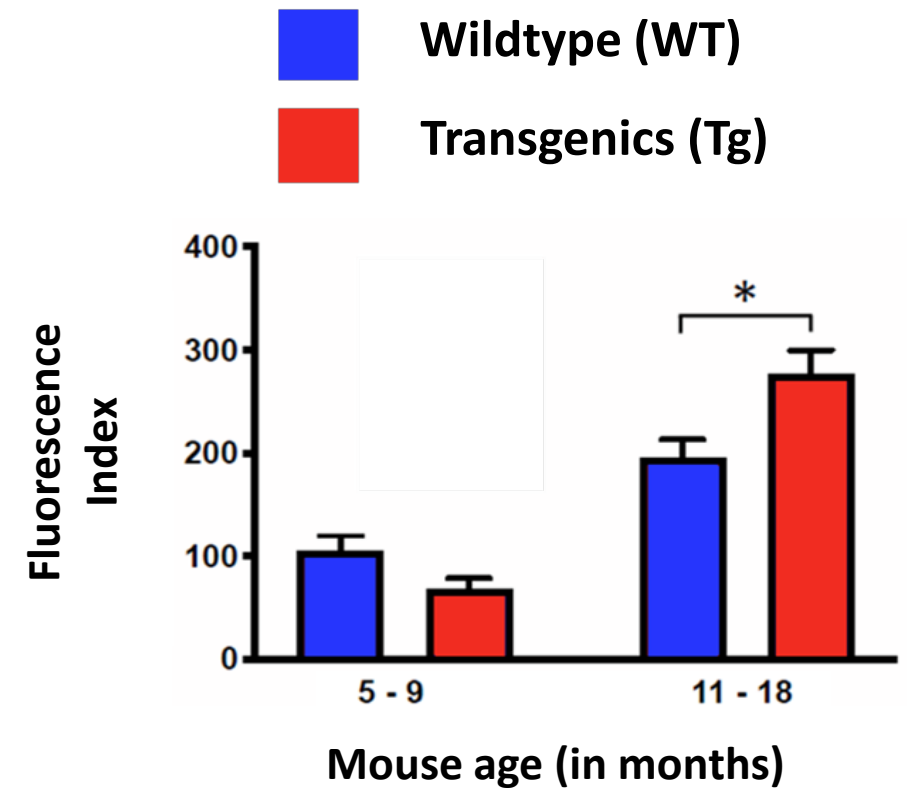 Wildtype (WT)
Transgenics (Tg)
Fluorescence
Index
400
300
200
100
0
*
5 - 9
11 - 18
Mouse age (in months)